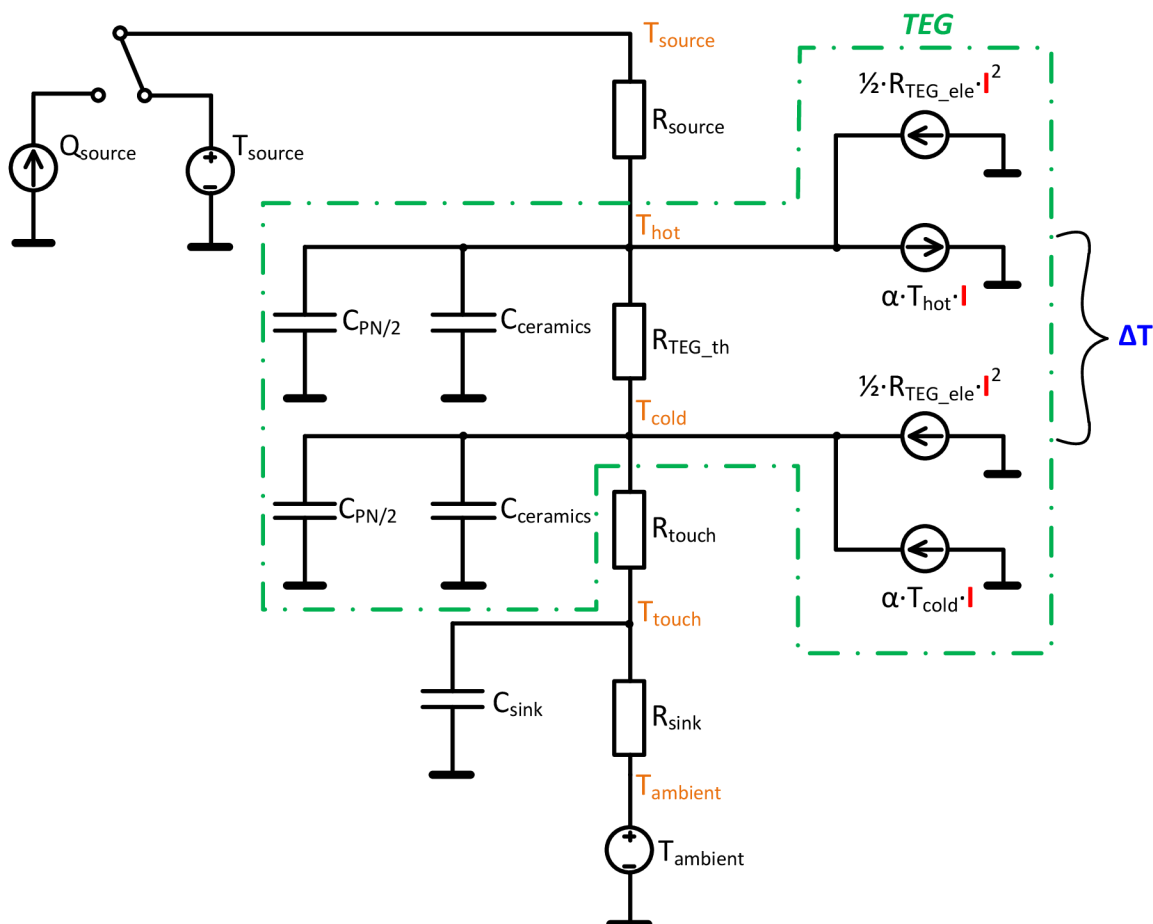 TEG
T_source
½·R_TEG_ele·I²
R_source
Q_source
T_source
+
-
T_hot
α·T_hot·I
C_PN/2
C_ceramics
R_TEG_th
ΔT
½·R_TEG_ele·I²
T_cold
C_PN/2
C_ceramics
R_touch
α·T_cold·I
T_touch
C_sink
R_sink
T_ambient
+
-
T_ambient